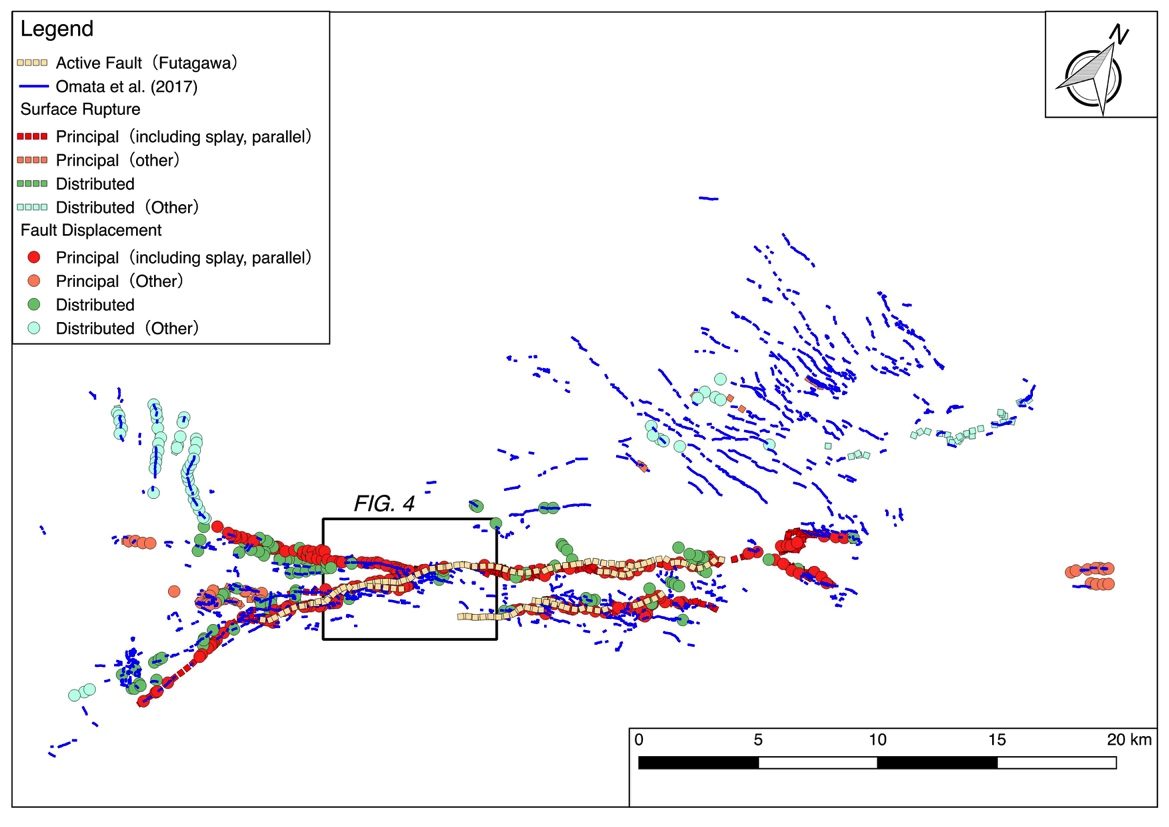 Legend
Active Fault（Futagawa）
Omata et al. (2017)
Surface Rupture
Principal（including splay, parallel）
Principal（other）
Distributed
Distributed（Other）
Fault Displacement
Principal（including splay, parallel）
Principal（Other）
Distributed
Distributed（Other）
N
FIG. 4
0 5 10 15 20 km